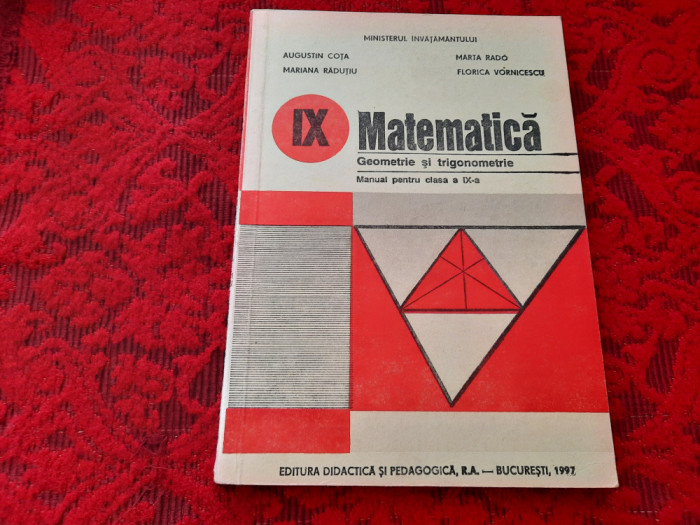 MINISTERUL ÎNVĂȚĂMÂNTULUI
AUGUSTIN COȚA MARTA RADÓ
MARIANA RĂDUȚIU FLORICA VORNICESCU
IX Matematică
Geometrie și trigonometrie
Manual pentru clasa a IX-a
EDITURA DIDACTICĂ ȘI PEDAGOGICĂ, R.A. — BUCUREȘTI, 1997